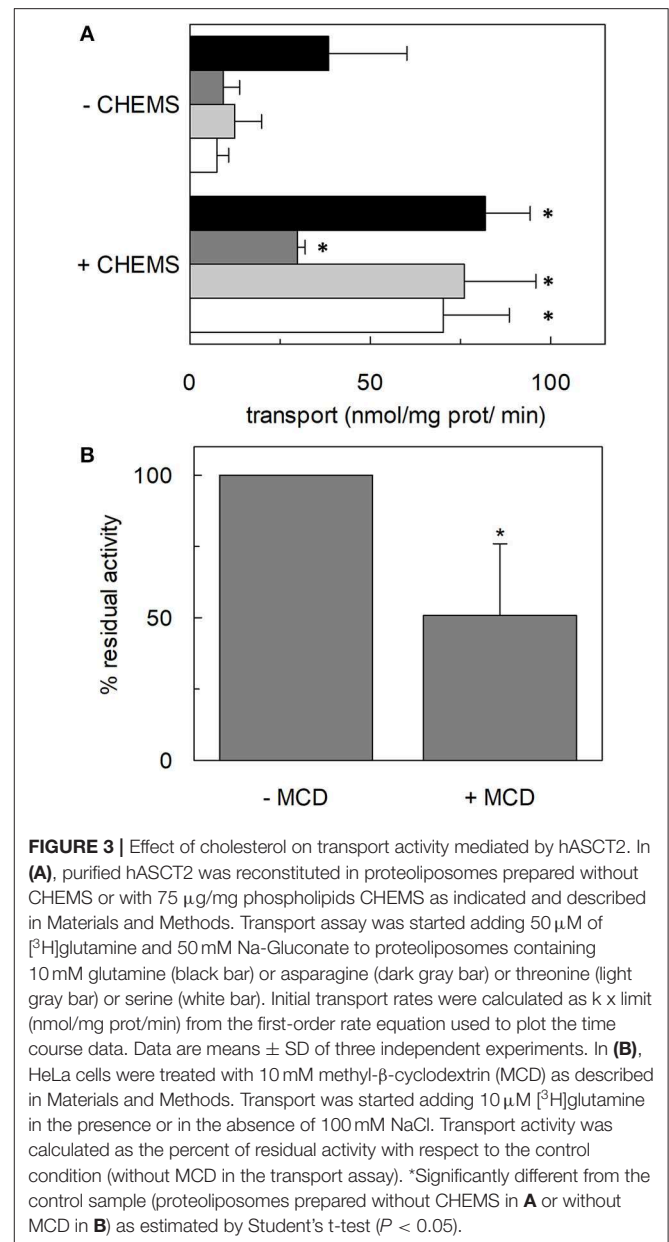 A
- CHEMS
*
*
+ CHEMS
*
*
0 50 100
transport (nmol/mg prot/ min)
B
100
50
0
% residual activity
*
- MCD + MCD
FIGURE 3 | Effect of cholesterol on transport activity mediated by hASCT2. In
(A), purified hASCT2 was reconstituted in proteoliposomes prepared without
CHEMS or with 75 μg/mg phospholipids CHEMS as indicated and described
in Materials and Methods. Transport assay was started adding 50 μM of
[³H]glutamine and 50 mM Na-Gluconate to proteoliposomes containing
10 mM glutamine (black bar) or asparagine (dark gray bar) or threonine (light
gray bar) or serine (white bar). Initial transport rates were calculated as k x limit
(nmol/mg prot/min) from the first-order rate equation used to plot the time
course data. Data are means ± SD of three independent experiments. In (B),
HeLa cells were treated with 10 mM methyl-β-cyclodextrin (MCD) as described
in Materials and Methods. Transport was started adding 10 μM [³H]glutamine
in the presence or in the absence of 100 mM NaCl. Transport activity was
calculated as the percent of residual activity with respect to the control
condition (without MCD in the transport assay). *Significantly different from the
control sample (proteoliposomes prepared without CHEMS in A or without
MCD in B) as estimated by Student's t-test (P < 0.05).